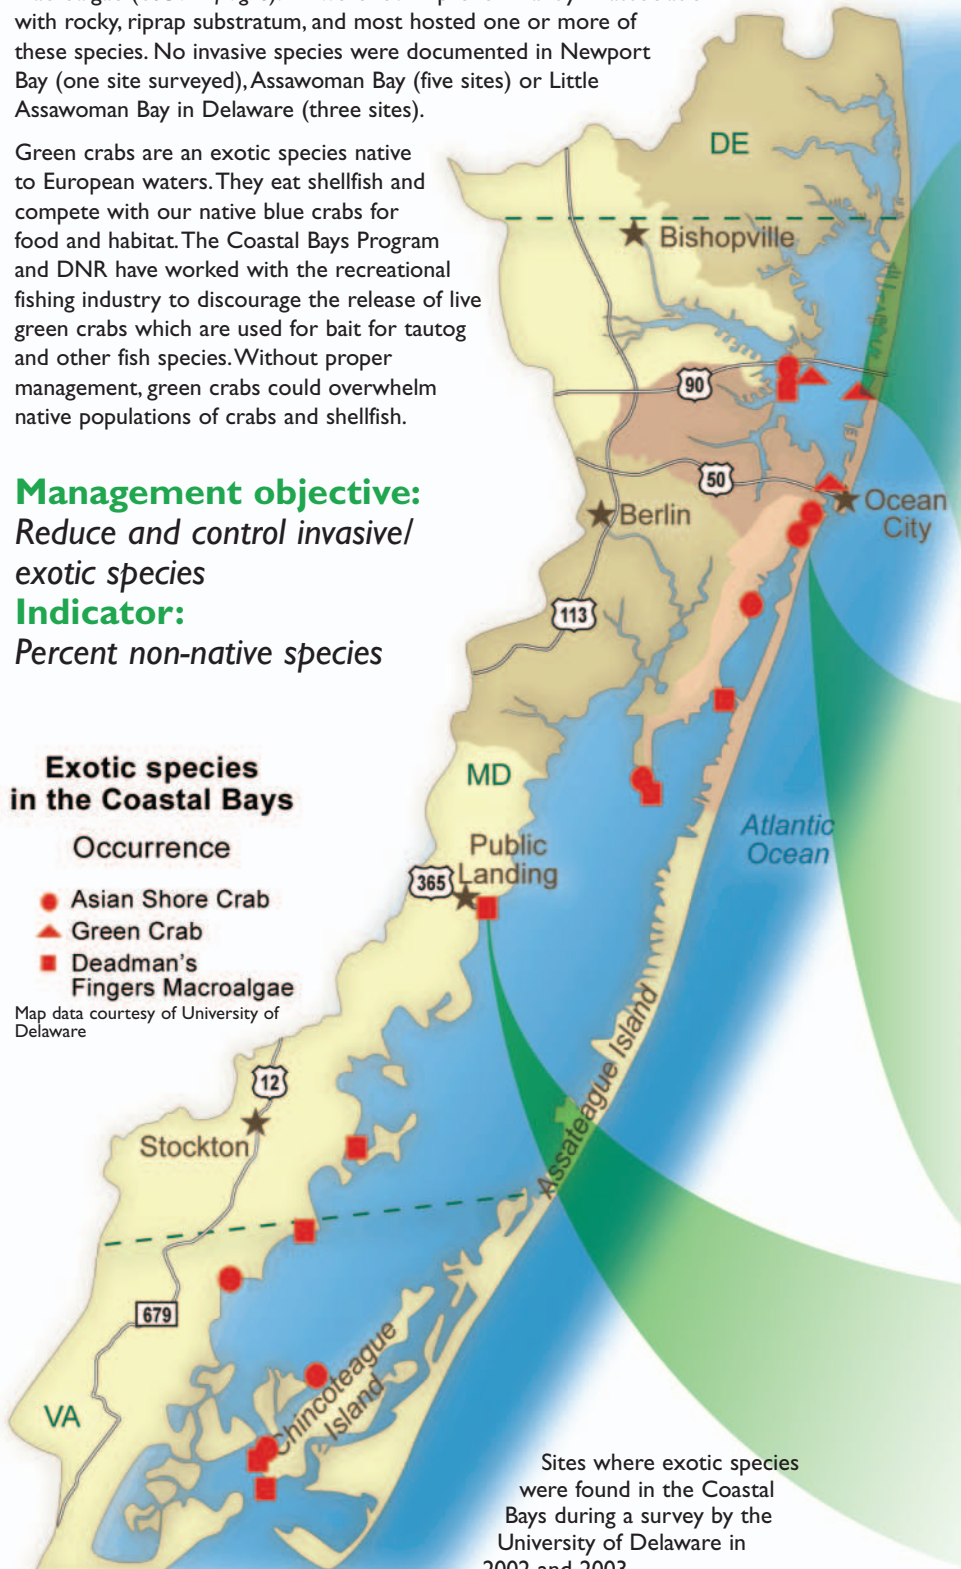 with rocky, riprap substratum, and most hosted one or more of
these species. No invasive species were documented in Newport
Bay (one site surveyed), Assawoman Bay (five sites) or Little
Assawoman Bay in Delaware (three sites).
Green crabs are an exotic species native
to European waters. They eat shellfish and
compete with our native blue crabs for
food and habitat. The Coastal Bays Program
and DNR have worked with the recreational
fishing industry to discourage the release of live
green crabs which are used for bait for tautog
and other fish species. Without proper
management, green crabs could overwhelm
native populations of crabs and shellfish.
Management objective:
Reduce and control invasive/
exotic species
Indicator:
Percent non-native species
Exotic species
in the Coastal Bays
Occurrence
Asian Shore Crab
Green Crab
Deadman's
Fingers Macroalgae
Map data courtesy of University of
Delaware
DE
Bishopville
90
50
Ocean
City
Berlin
113
MD
Public
Landing
365
Atlantic
Ocean
Assateague Island
12
Stockton
679
VA
Chincoteague
Island
Sites where exotic species
were found in the Coastal
Bays during a survey by the
University of Delaware in
2002 and 2003